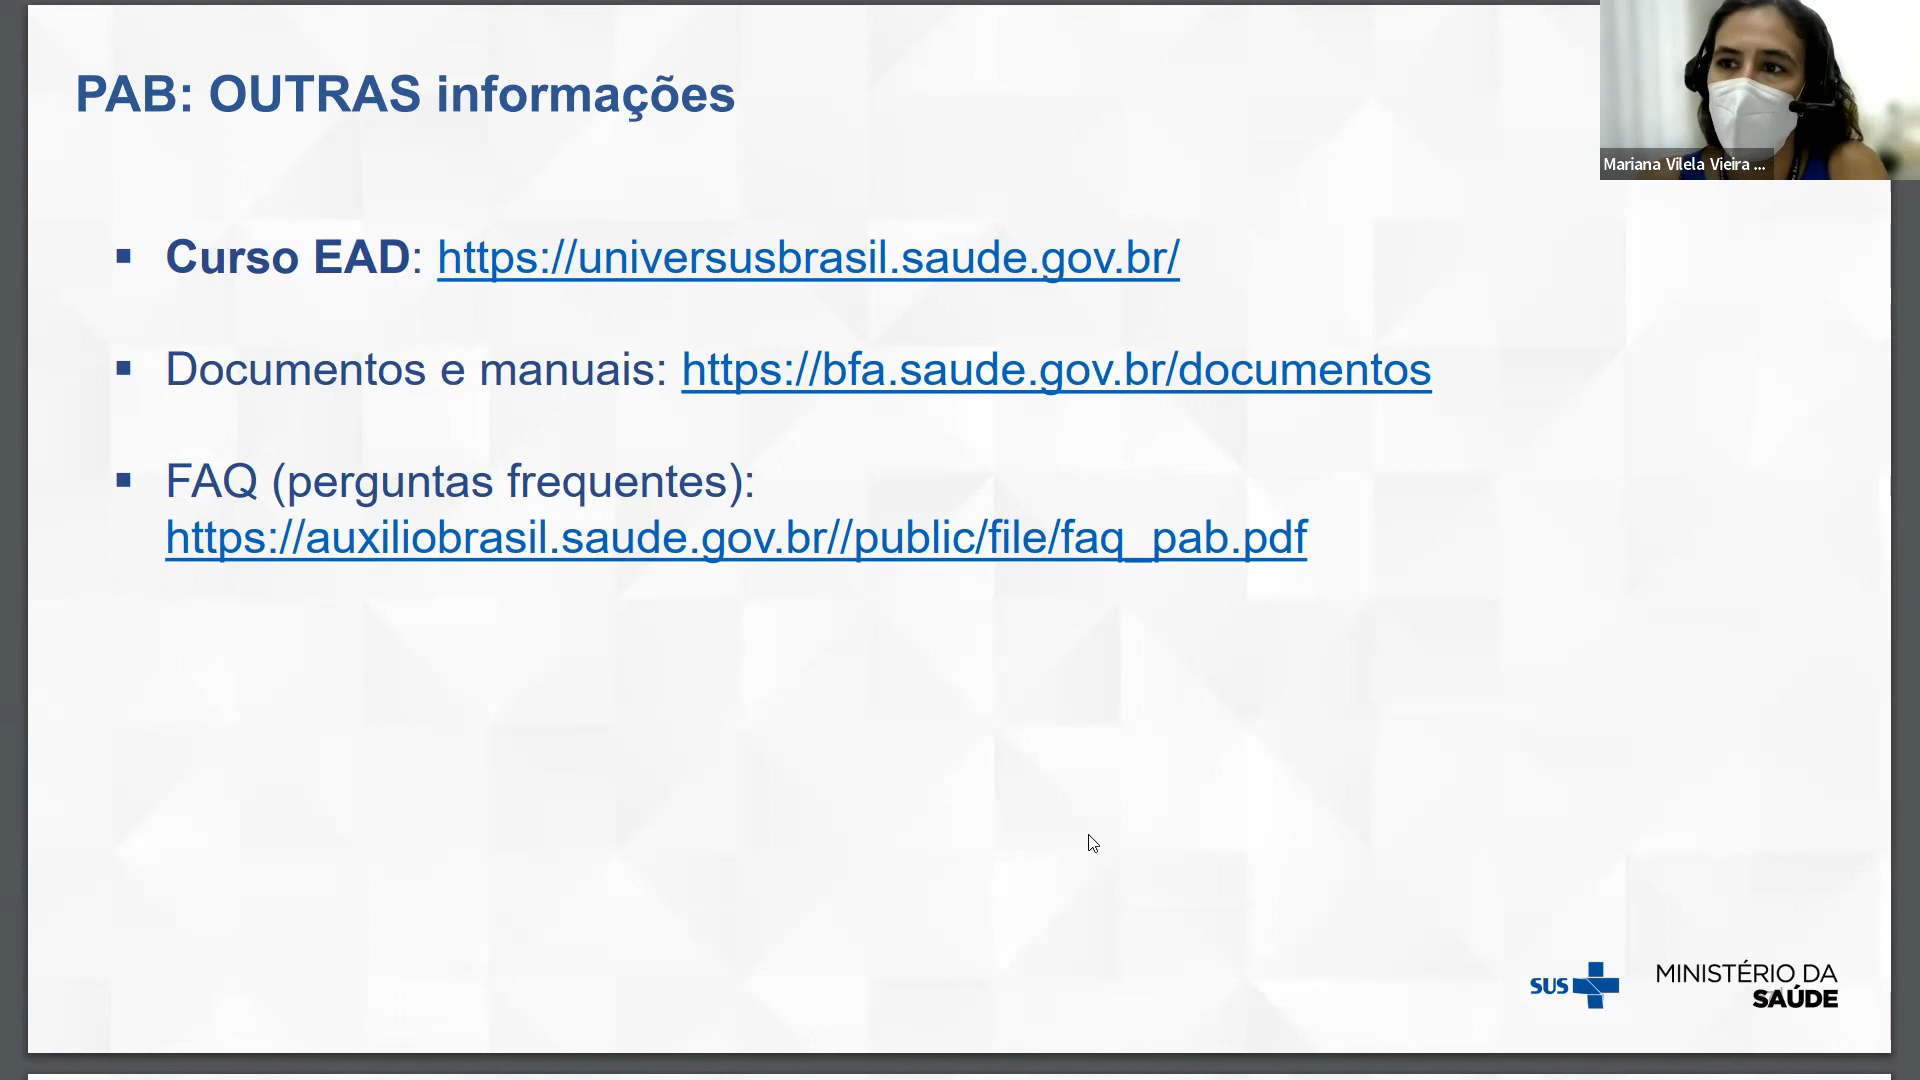 PAB: OUTRAS informações
Mariana Vilela Vieira ...
▪ Curso EAD: https://universusbrasil.saude.gov.br/
▪ Documentos e manuais: https://bfa.saude.gov.br/documentos
▪ FAQ (perguntas frequentes):
https://auxiliobrasil.saude.gov.br//public/file/faq_pab.pdf
SUS
MINISTÉRIO DA
SAÚDE